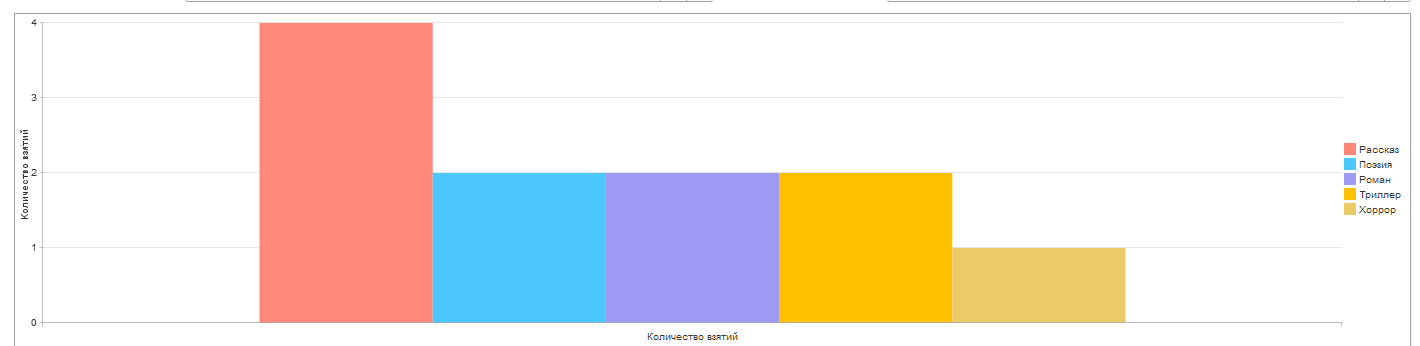 4
3
2
1
0
Количество взятий
Количество взятий
Рассказ
Поэзия
Роман
Триллер
Хоррор